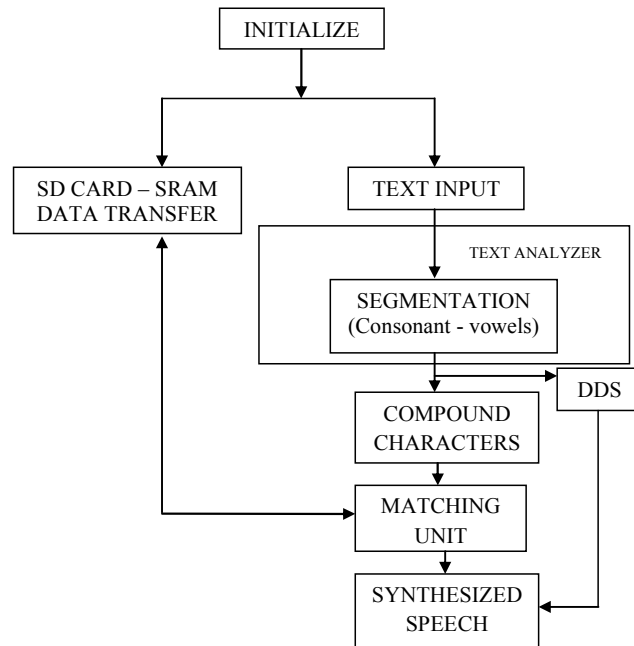 INITIALIZE
SD CARD – SRAM
DATA TRANSFER
TEXT INPUT
TEXT ANALYZER
SEGMENTATION
(Consonant - vowels)
DDS
COMPOUND
CHARACTERS
MATCHING
UNIT
SYNTHESIZED
SPEECH